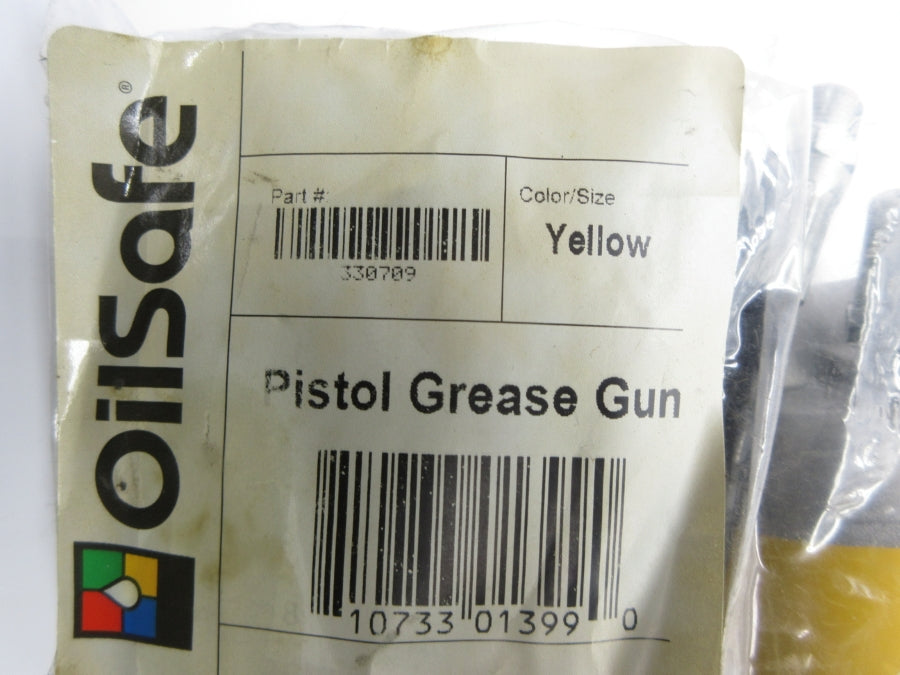 OilSafe®
Part #:
Color/Size
330709
Yellow
Pistol Grease Gun
10733 01399 0